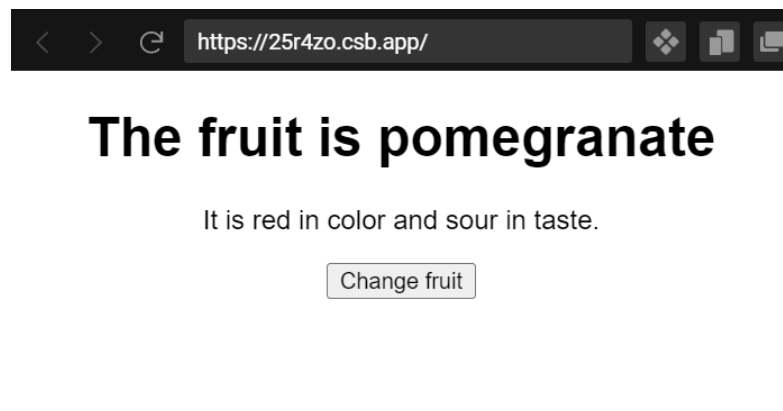 https://25r4zo.csb.app/
The fruit is pomegranate
It is red in color and sour in taste.
Change fruit